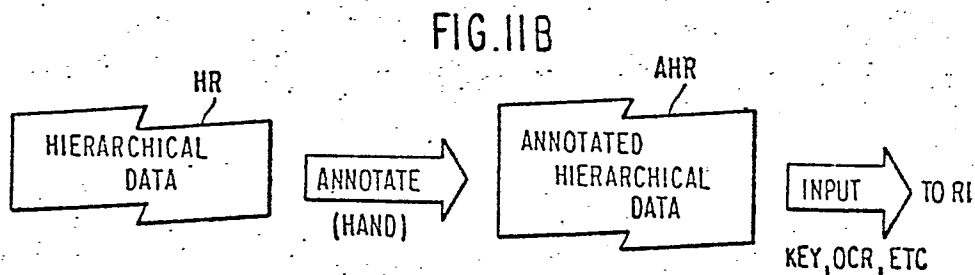 FIG.11B
HR
HIERARCHICAL
DATA
ANNOTATE
(HAND)
AHR
ANNOTATED
HIERARCHICAL
DATA
INPUT
TO RI
KEY, OCR, ETC